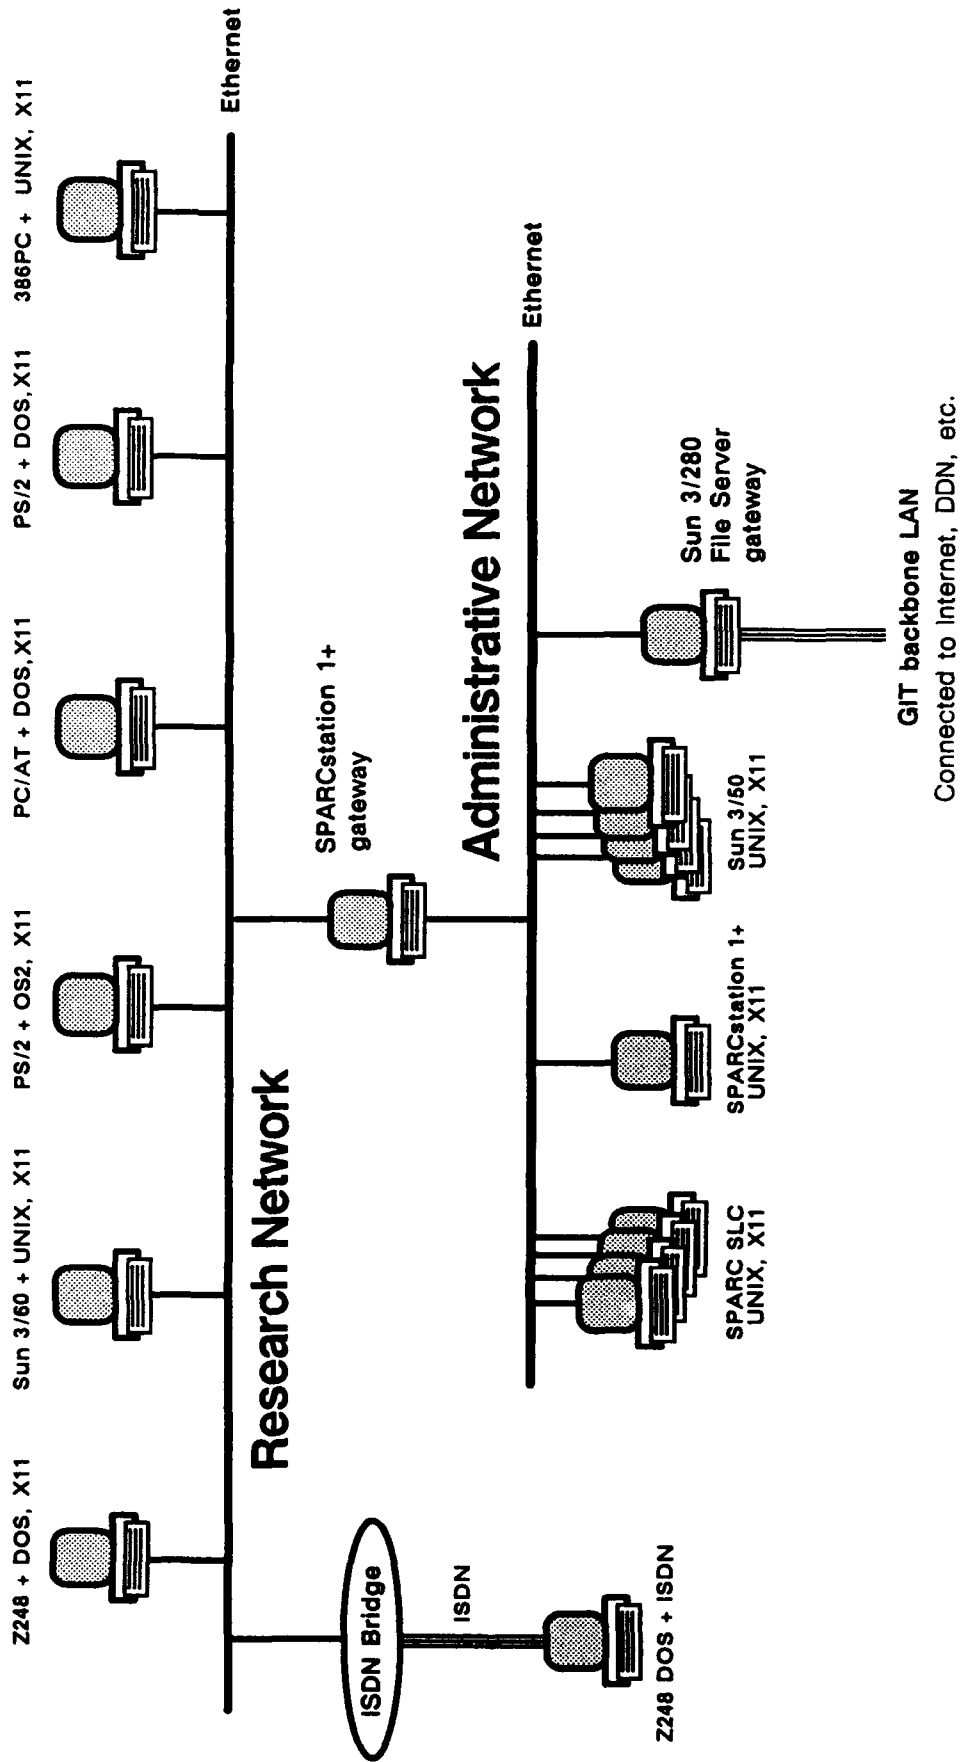 Z248 + DOS, X11
Sun 3/60 + UNIX, X11
PS/2 + OS2, X11
PC/AT + DOS,X11
PS/2 + DOS,X11
386PC + UNIX, X11
Ethernet
Research Network
SPARCstation 1+
gateway
ISDN Bridge
ISDN
Z248 DOS + ISDN
Administrative Network
Ethernet
SPARC SLC
UNIX, X11
SPARCstation 1+
UNIX, X11
Sun 3/50
UNIX, X11
Sun 3/280
File Server
gateway
GIT backbone LAN
Connected to Internet, DDN, etc.